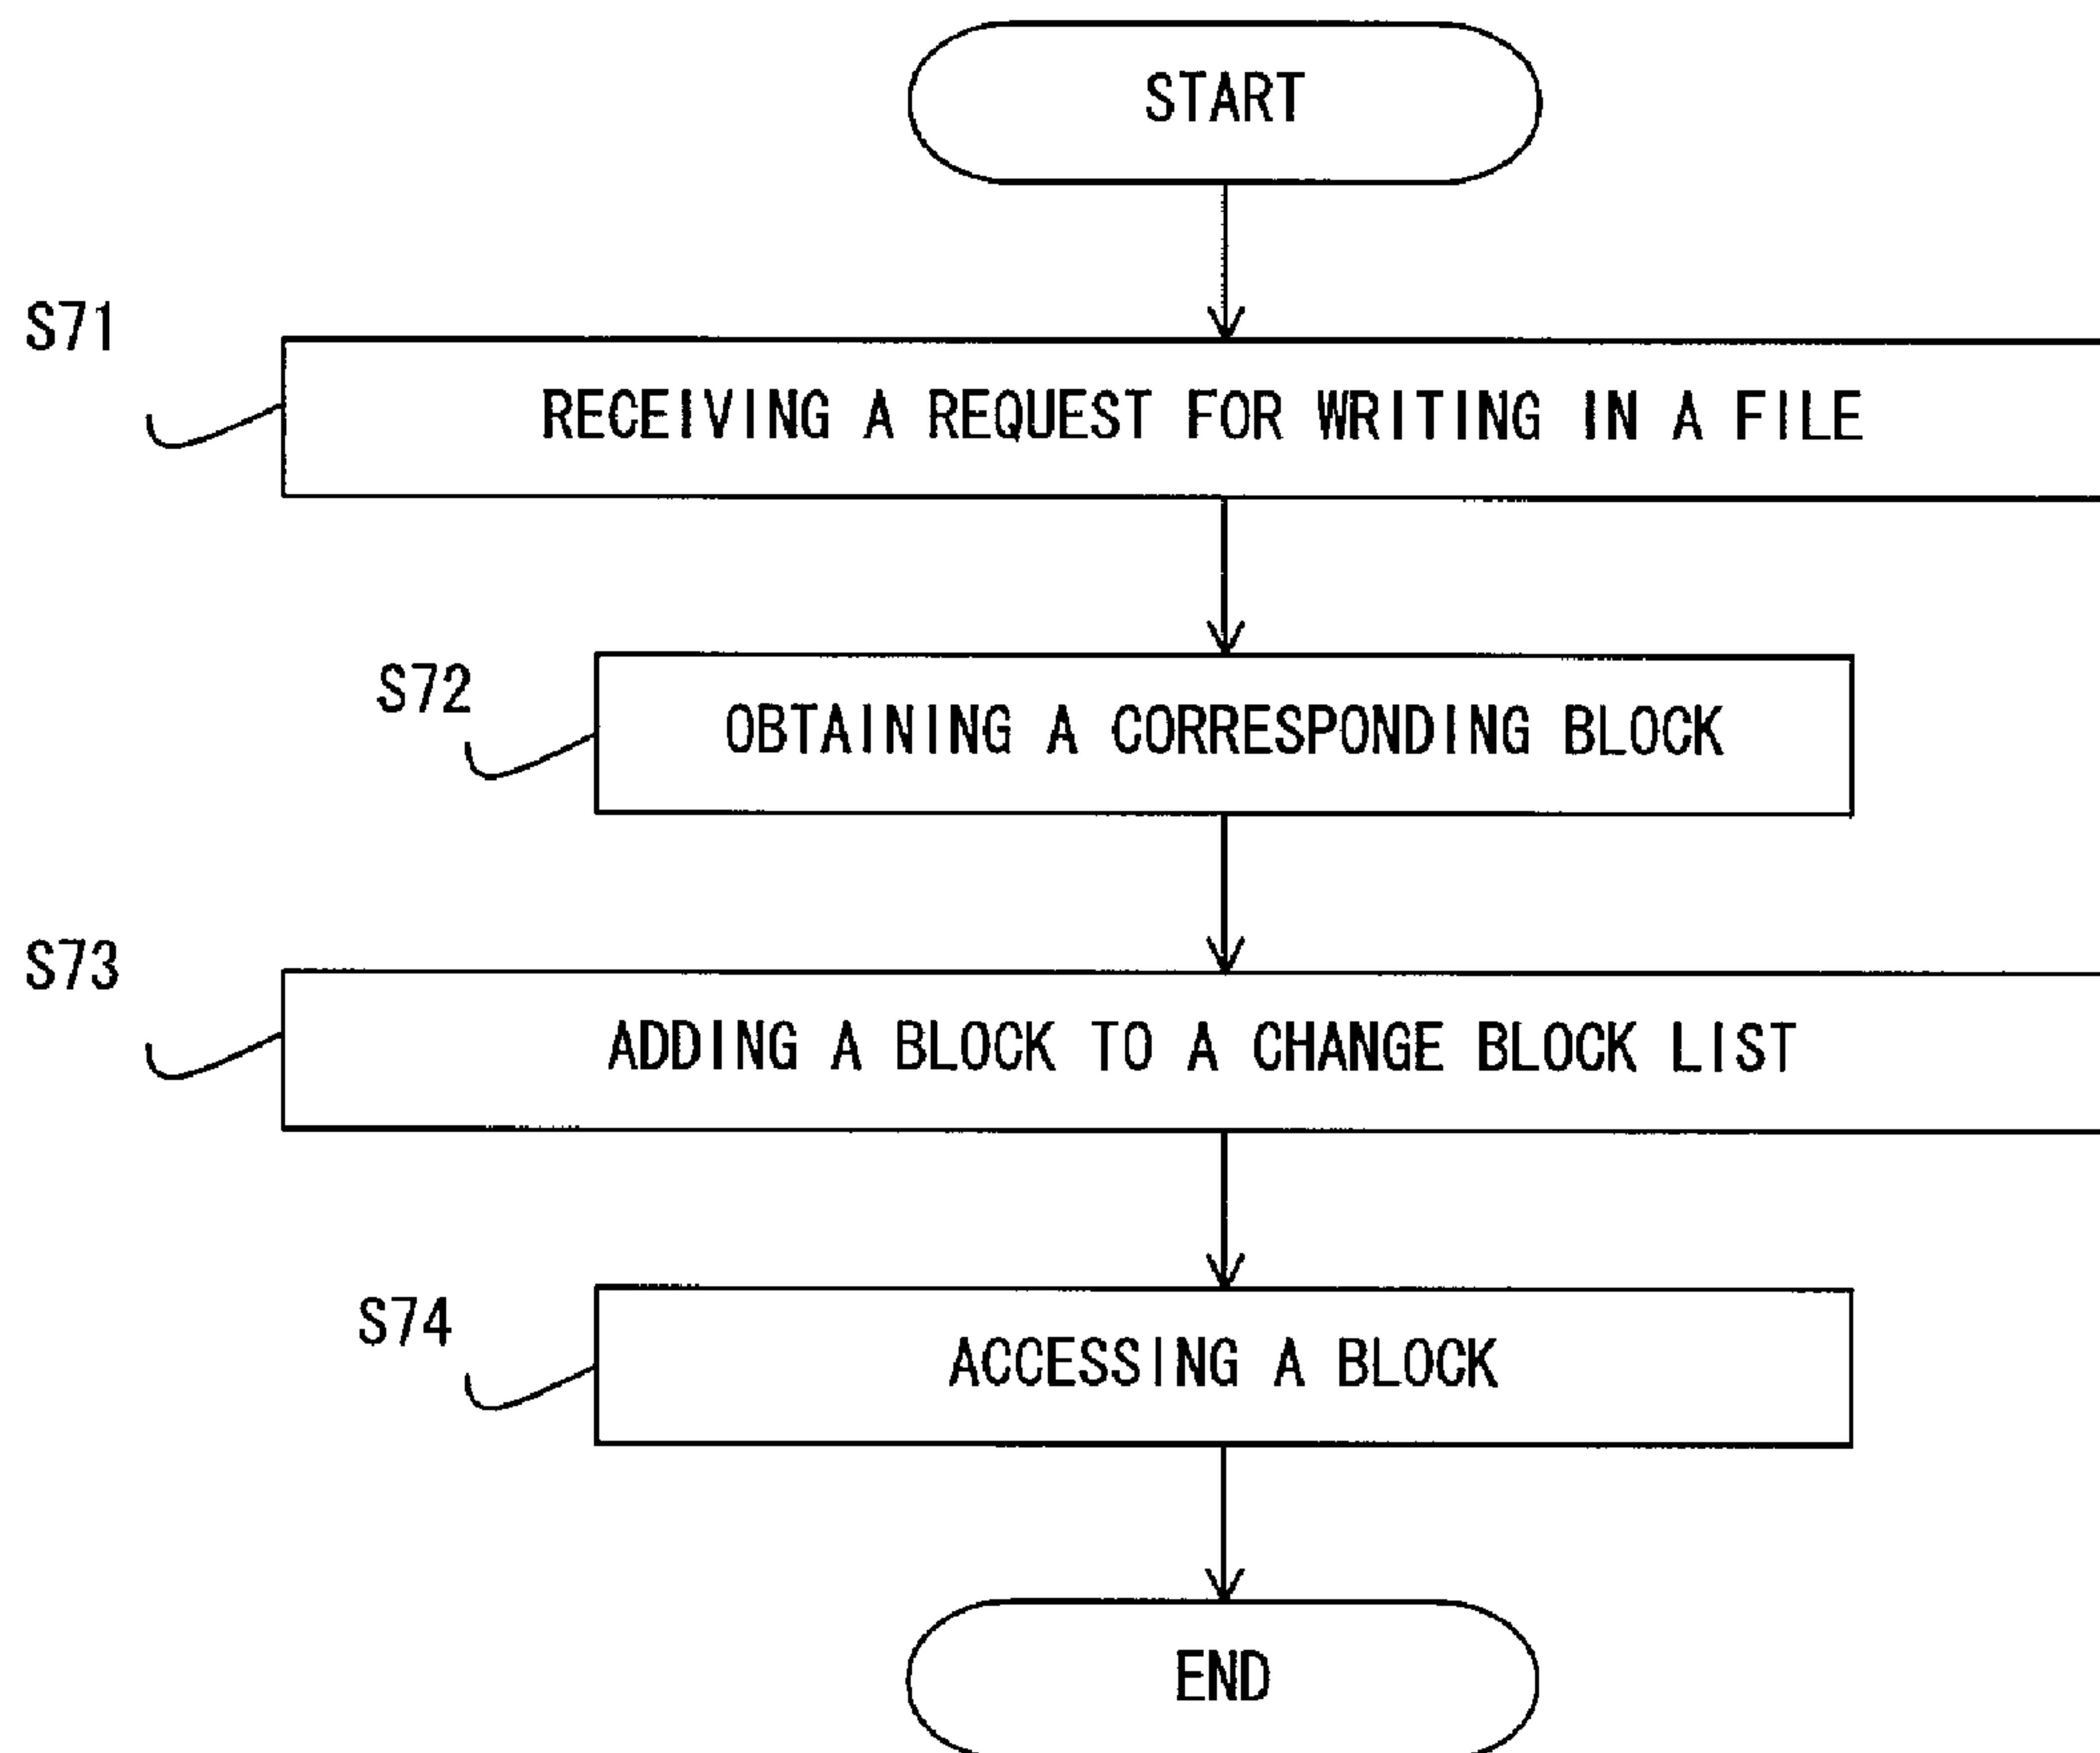 START
S71
RECEIVING A REQUEST FOR WRITING IN A FILE
S72
OBTAINING A CORRESPONDING BLOCK
S73
ADDING A BLOCK TO A CHANGE BLOCK LIST
S74
ACCESSING A BLOCK
END